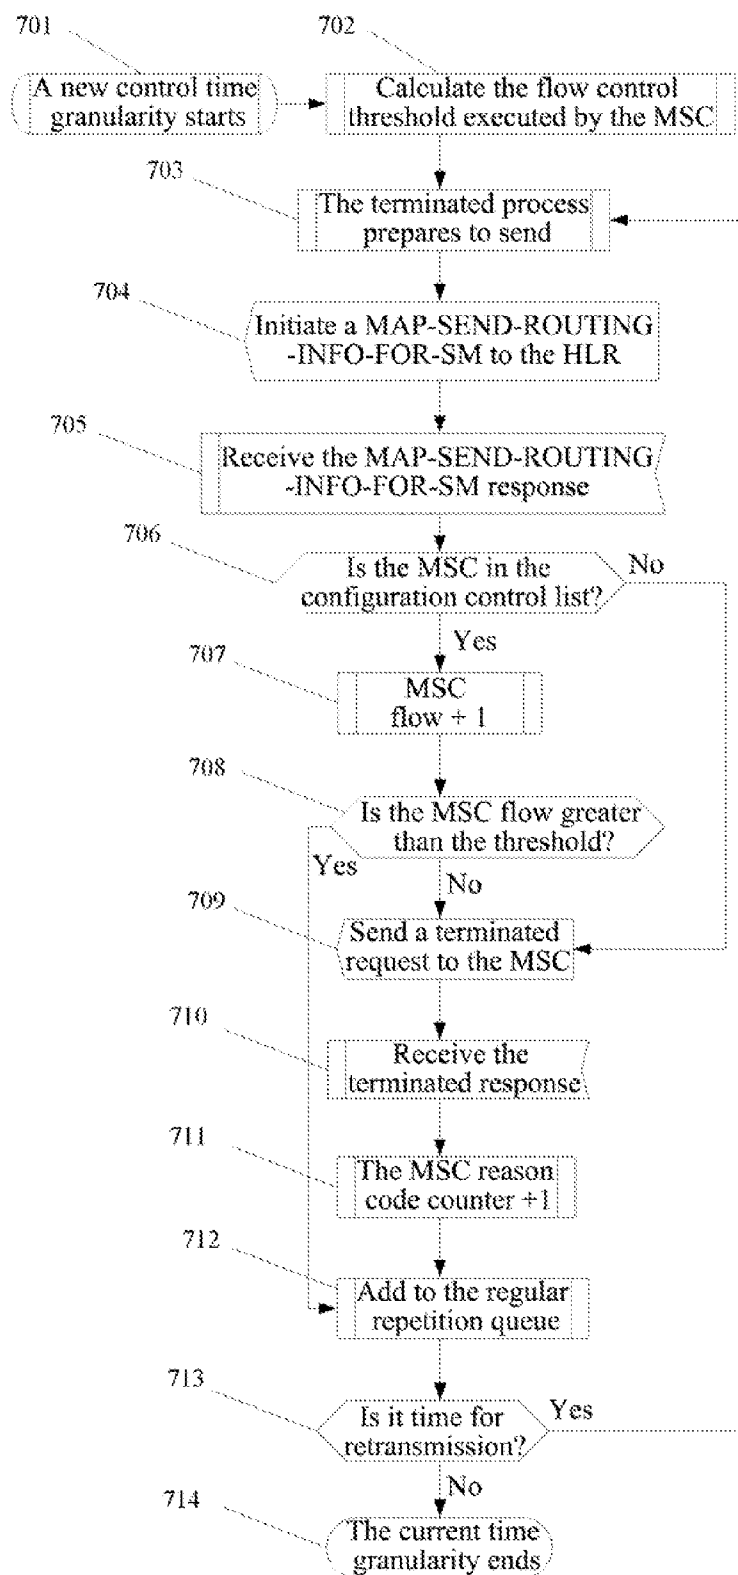 701
702
A new control time
granularity starts
Calculate the flow control
threshold executed by the MSC
703
The terminated process
prepares to send
704
Initiate a MAP-SEND-ROUTING
-INFO-FOR-SM to the HLR
705
Receive the MAP-SEND-ROUTING
-INFO-FOR-SM response
706
Is the MSC in the
configuration control list?
No
Yes
707
MSC
flow + 1
708
Is the MSC flow greater
than the threshold?
Yes
No
709
Send a terminated
request to the MSC
710
Receive the
terminated response
711
The MSC reason
code counter +1
712
Add to the regular
repetition queue
713
Is it time for
retransmission?
Yes
No
714
The current time
granularity ends